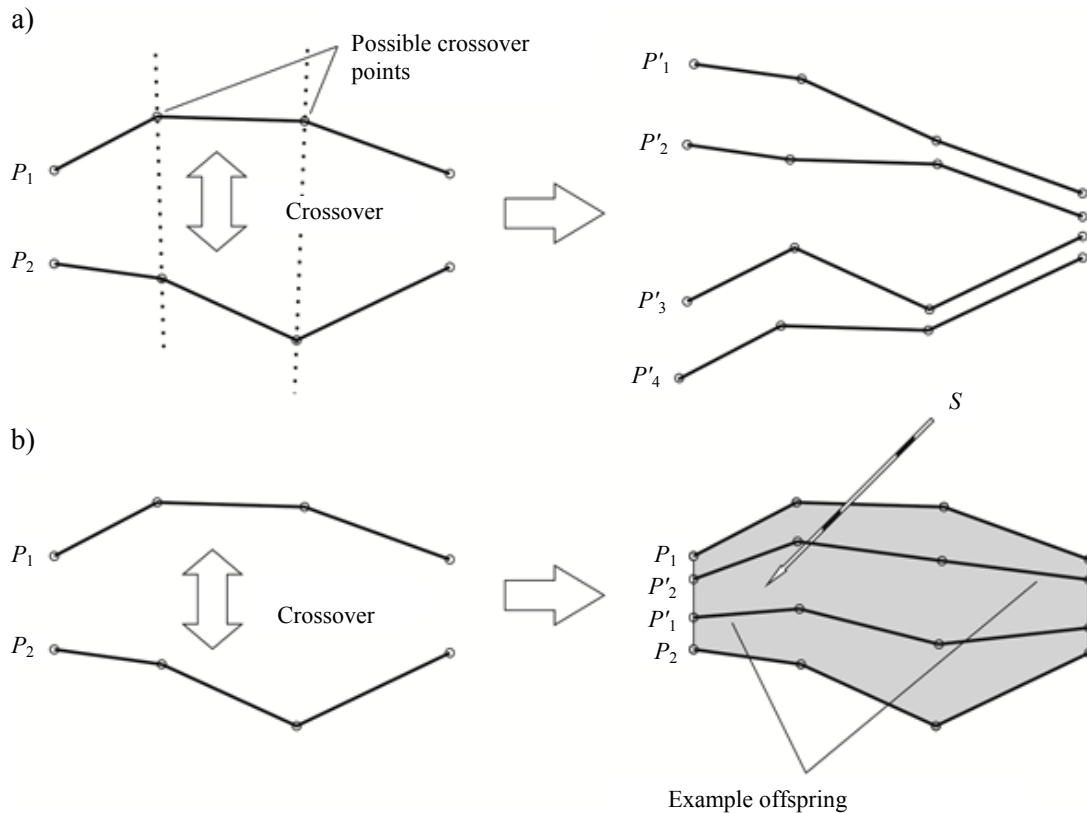 a)
Possible crossover
points
P₁
Crossover
P₂
P'₁
P'₂
P'₃
P'₄
b)
P₁
Crossover
P₂
S
P₁
P'₂
P'₁
P₂
Example offspring